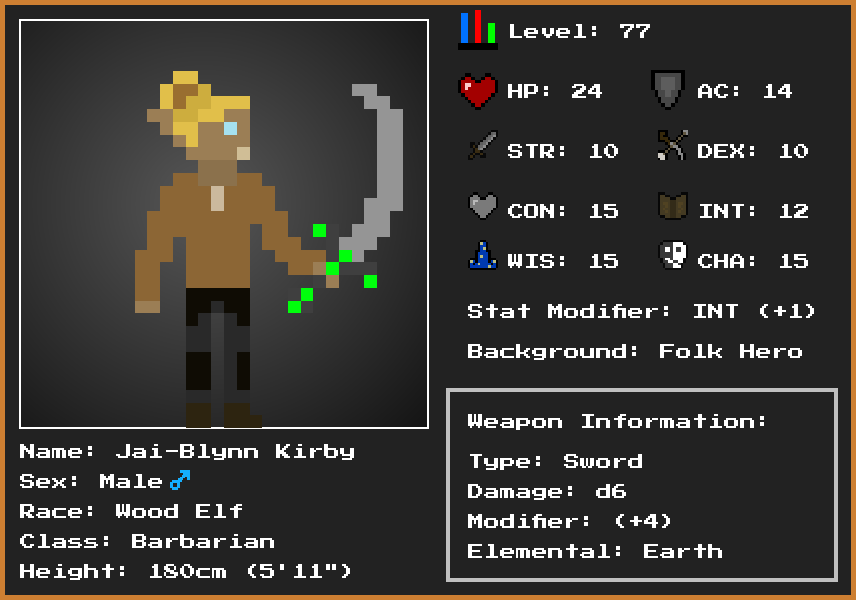 Level: 77
HP: 24 AC: 14
STR: 10 DEX: 10
CON: 15 INT: 12
WIS: 15 CHA: 15
Stat Modifier: INT (+1)
Background: Folk Hero
Weapon Information:
Type: Sword
Damage: d6
Modifier: (+4)
Elemental: Earth
Name: Jai-Blynn Kirby
Sex: Male ♂
Race: Wood Elf
Class: Barbarian
Height: 180cm (5'11")